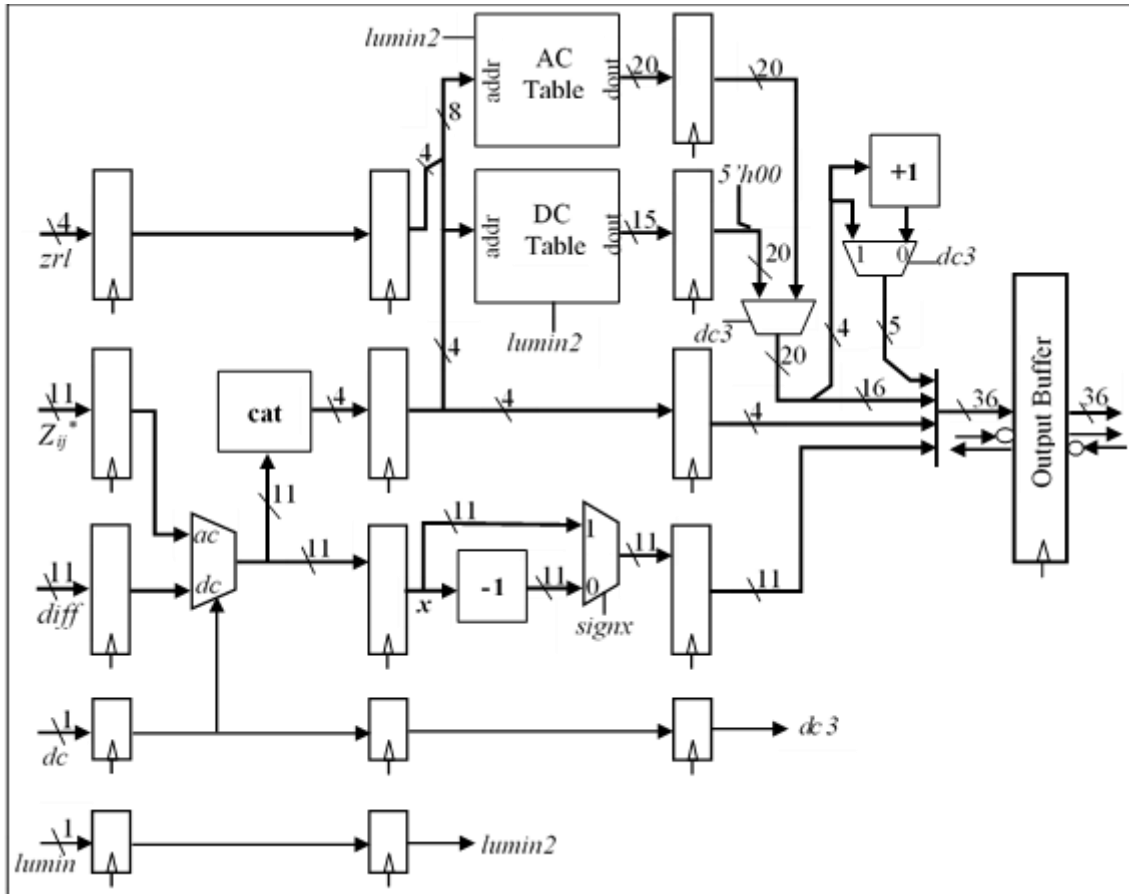 lumin2
AC
Table
addr
dout
20
20
8
4
5'h00
+1
4
zrl
DC
Table
addr
dout
15
20
1
0
dc3
lumin2
dc3
4
5
20
4
11
Z_ij*
cat
4
4
16
4
36
Output Buffer
36
11
11
ac
dc
11
11
diff
11
x
-1
11
1
0
11
signx
11
1
dc
dc3
1
lumin
lumin2